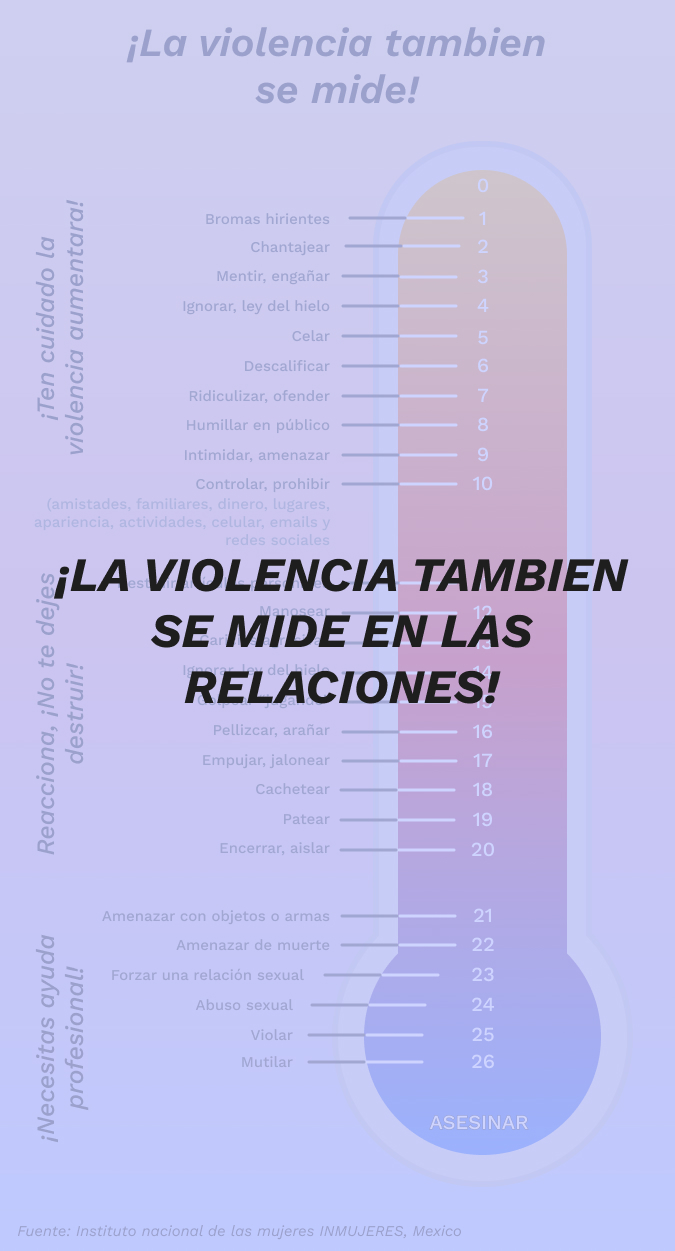 ¡La violencia tambien
se mide!
0
Bromas hirientes 1
Chantajear 2
Mentir, engañar 3
Ignorar, ley del hielo 4
Celar 5
Descalificar 6
Ridiculizar, ofender 7
Humillar en público 8
Intimidar, amenazar 9
Controlar, prohibir 10
(amistades, familiares, dinero, lugares,
apariencia, actividades, celular, emails y
redes sociales
¡Ten cuidado la
violencia aumentara!
¡LA VIOLENCIA TAMBIEN
SE MIDE EN LAS
RELACIONES!
Manosear 12
Ignorar, ley del hielo 14
Pellizcar, arañar 16
Empujar, jalonear 17
Cachetear 18
Patear 19
Encerrar, aislar 20
Reacciona, ¡No te dejes
destruir!
Amenazar con objetos o armas 21
Amenazar de muerte 22
Forzar una relación sexual 23
Abuso sexual 24
Violar 25
Mutilar 26
ASESINAR
¡Necesitas ayuda
profesional!
Fuente: Instituto nacional de las mujeres INMUJERES, Mexico